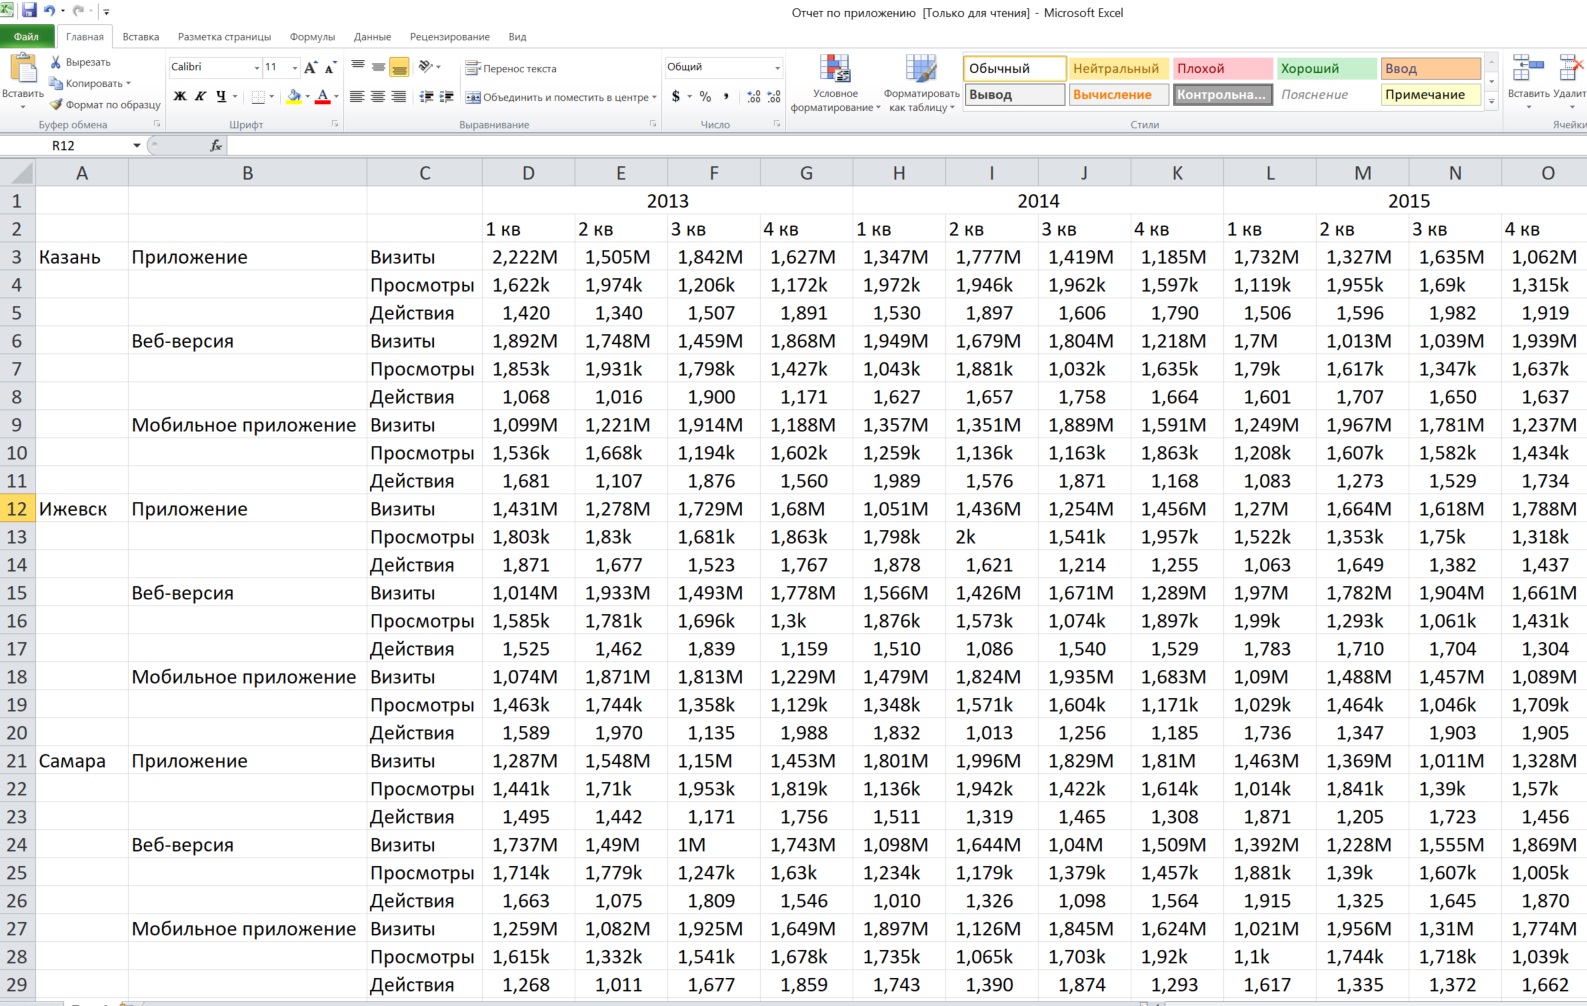 Отчет по приложению [Только для чтения] - Microsoft Excel
Файл Главная Вставка Разметка страницы Формулы Данные Рецензирование Вид
Вставить
Вырезать
Копировать
Формат по образцу
Буфер обмена
Calibri 11
Ж К Ч
Шрифт
Перенос текста
Объединить и поместить в центре
Выравнивание
Общий
$ % ,
Число
Условное форматирование
Форматировать как таблицу
Обычный Нейтральный Плохой Хороший Ввод
Вывод Вычисление Контрольна... Пояснение Примечание
Стили
Вставить Удалит
Ячейки
R12 fx
A B C D E F G H I J K L M N O
1 2013 2014 2015
2 1 кв 2 кв 3 кв 4 кв 1 кв 2 кв 3 кв 4 кв 1 кв 2 кв 3 кв 4 кв
3 Казань Приложение Визиты 2,222M 1,505M 1,842M 1,627M 1,347M 1,777M 1,419M 1,185M 1,732M 1,327M 1,635M 1,062M
4 Просмотры 1,622k 1,974k 1,206k 1,172k 1,972k 1,946k 1,962k 1,597k 1,119k 1,955k 1,69k 1,315k
5 Действия 1,420 1,340 1,507 1,891 1,530 1,897 1,606 1,790 1,506 1,596 1,982 1,919
6 Веб-версия Визиты 1,892M 1,748M 1,459M 1,868M 1,949M 1,679M 1,804M 1,218M 1,7M 1,013M 1,039M 1,939M
7 Просмотры 1,853k 1,931k 1,798k 1,427k 1,043k 1,881k 1,032k 1,635k 1,79k 1,617k 1,347k 1,637k
8 Действия 1,068 1,016 1,900 1,171 1,627 1,657 1,758 1,664 1,601 1,707 1,650 1,637
9 Мобильное приложение Визиты 1,099M 1,221M 1,914M 1,188M 1,357M 1,351M 1,889M 1,591M 1,249M 1,967M 1,781M 1,237M
10 Просмотры 1,536k 1,668k 1,194k 1,602k 1,259k 1,136k 1,163k 1,863k 1,208k 1,607k 1,582k 1,434k
11 Действия 1,681 1,107 1,876 1,560 1,989 1,576 1,871 1,168 1,083 1,273 1,529 1,734
12 Ижевск Приложение Визиты 1,431M 1,278M 1,729M 1,68M 1,051M 1,436M 1,254M 1,456M 1,27M 1,664M 1,618M 1,788M
13 Просмотры 1,803k 1,83k 1,681k 1,863k 1,798k 2k 1,541k 1,957k 1,522k 1,353k 1,75k 1,318k
14 Действия 1,871 1,677 1,523 1,767 1,878 1,621 1,214 1,255 1,063 1,649 1,382 1,437
15 Веб-версия Визиты 1,014M 1,933M 1,493M 1,778M 1,566M 1,426M 1,671M 1,289M 1,97M 1,782M 1,904M 1,661M
16 Просмотры 1,585k 1,781k 1,696k 1,3k 1,876k 1,573k 1,074k 1,897k 1,99k 1,293k 1,061k 1,431k
17 Действия 1,525 1,462 1,839 1,159 1,510 1,086 1,540 1,529 1,783 1,710 1,704 1,304
18 Мобильное приложение Визиты 1,074M 1,871M 1,813M 1,229M 1,479M 1,824M 1,935M 1,683M 1,09M 1,488M 1,457M 1,089M
19 Просмотры 1,463k 1,744k 1,358k 1,129k 1,348k 1,571k 1,604k 1,171k 1,029k 1,464k 1,046k 1,709k
20 Действия 1,589 1,970 1,135 1,988 1,832 1,013 1,256 1,185 1,736 1,347 1,903 1,905
21 Самара Приложение Визиты 1,287M 1,548M 1,15M 1,453M 1,801M 1,996M 1,829M 1,81M 1,463M 1,369M 1,011M 1,328M
22 Просмотры 1,441k 1,71k 1,953k 1,819k 1,136k 1,942k 1,422k 1,614k 1,014k 1,841k 1,39k 1,57k
23 Действия 1,495 1,442 1,171 1,756 1,511 1,319 1,465 1,308 1,871 1,205 1,723 1,456
24 Веб-версия Визиты 1,737M 1,49M 1M 1,743M 1,098M 1,644M 1,04M 1,509M 1,392M 1,228M 1,555M 1,869M
25 Просмотры 1,714k 1,779k 1,247k 1,63k 1,234k 1,179k 1,379k 1,457k 1,881k 1,39k 1,607k 1,005k
26 Действия 1,663 1,075 1,809 1,546 1,010 1,326 1,098 1,564 1,915 1,325 1,645 1,870
27 Мобильное приложение Визиты 1,259M 1,082M 1,925M 1,649M 1,897M 1,126M 1,845M 1,624M 1,021M 1,956M 1,31M 1,774M
28 Просмотры 1,615k 1,332k 1,541k 1,678k 1,735k 1,065k 1,703k 1,92k 1,1k 1,744k 1,718k 1,039k
29 Действия 1,268 1,011 1,677 1,859 1,743 1,390 1,874 1,293 1,617 1,335 1,372 1,662